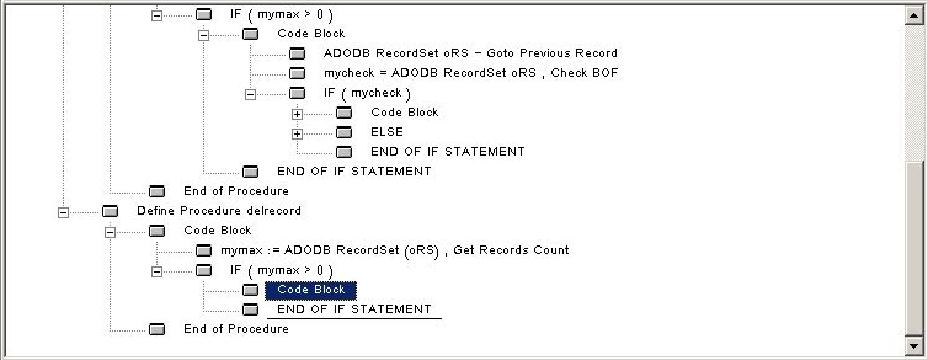 IF ( mymax > 0 )
Code Block
ADODB RecordSet oRS - Goto Previous Record
mycheck = ADODB RecordSet oRS , Check BOF
IF ( mycheck )
Code Block
ELSE
END OF IF STATEMENT
END OF IF STATEMENT
End of Procedure
Define Procedure delrecord
Code Block
mymax := ADODB RecordSet (oRS) , Get Records Count
IF ( mymax > 0 )
Code Block
END OF IF STATEMENT
End of Procedure